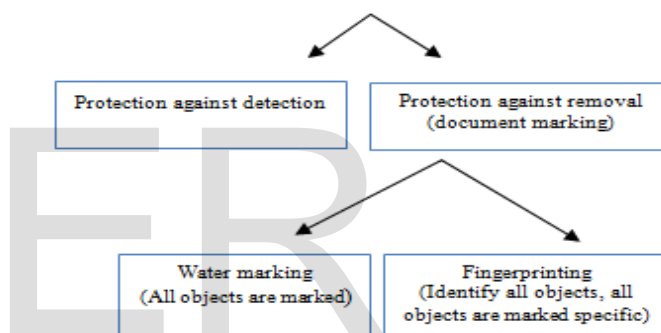 Protection against detection
Protection against removal
(document marking)
Water marking
(All objects are marked)
Fingerprinting
(Identify all objects, all
objects are marked specific)
ER